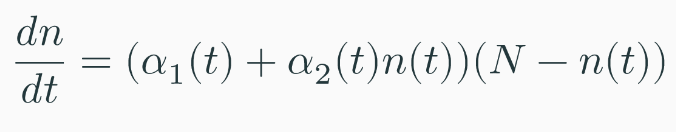 dn/dt = (α₁(t) + α₂(t)n(t))(N − n(t))